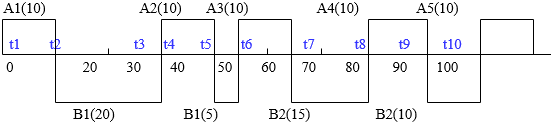 A1(10) A2(10) A3(10) A4(10) A5(10)
t1 t2 t3 t4 t5 t6 t7 t8 t9 t10
0 20 30 40 50 60 70 80 90 100
B1(20) B1(5) B2(15) B2(10)